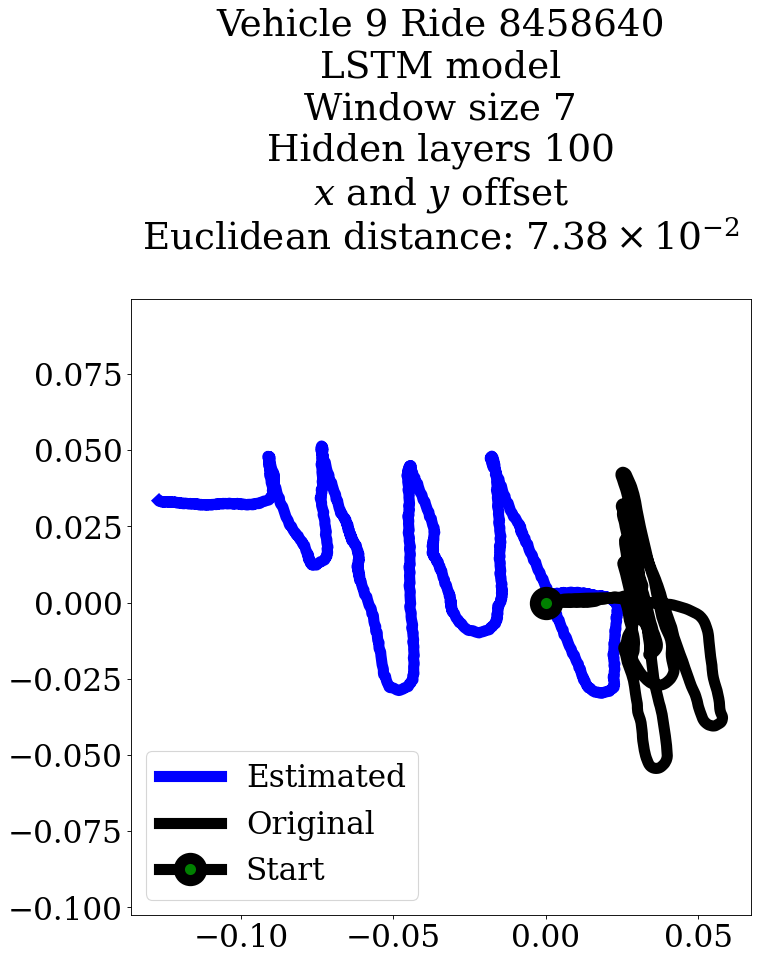 Vehicle 9 Ride 8458640
LSTM model
Window size 7
Hidden layers 100
x and y offset
Euclidean distance: 7.38 × 10⁻²
0.075
0.050
0.025
0.000
−0.025
−0.050
−0.075
−0.100
Estimated
Original
Start
−0.10 −0.05 0.00 0.05